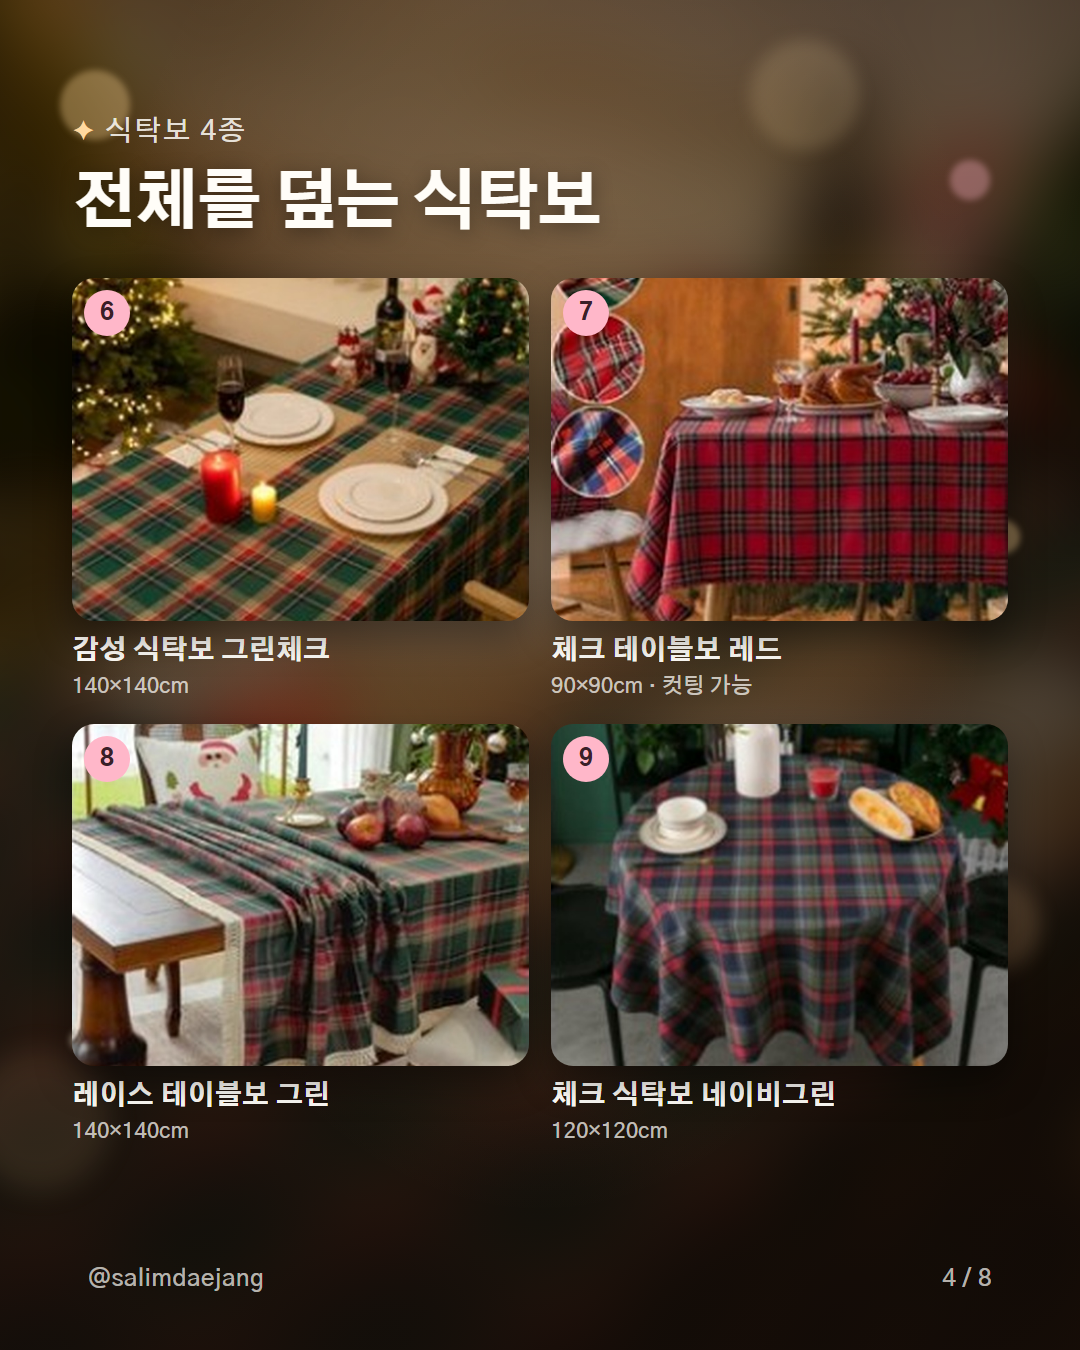 ✦ 식탁보 4종
전체를 덮는 식탁보
6
7
감성 식탁보 그린체크
140×140cm
체크 테이블보 레드
90×90cm · 컷팅 가능
8
9
레이스 테이블보 그린
140×140cm
체크 식탁보 네이비그린
120×120cm
@salimdaejang
4 / 8